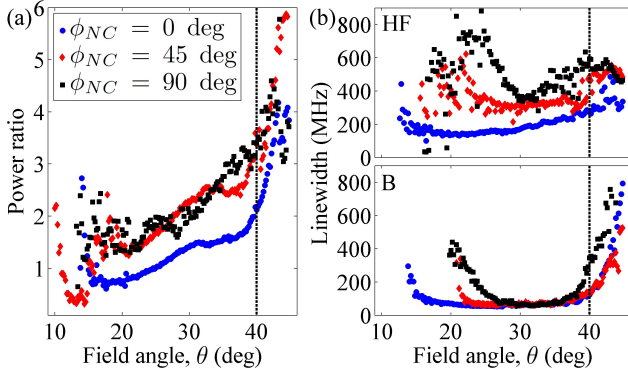 (a)
ϕNC = 0 deg
ϕNC = 45 deg
ϕNC = 90 deg
Power ratio
6
5
4
3
2
1
10 20 30 40
Field angle, θ (deg)
(b)
HF
800
600
400
200
0
Linewidth (MHz)
B
800
600
400
200
0
10 20 30 40
Field angle, θ (deg)